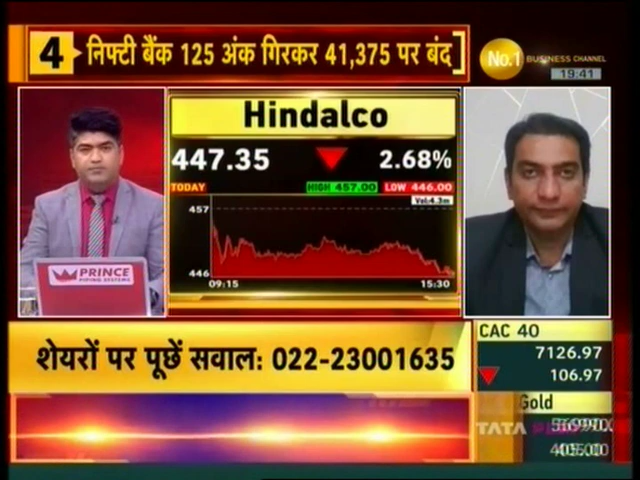 4
निफ्टी बैंक 125 अंक गिरकर 41,375 पर बंद
No.1
BUSINESS CHANNEL
19:41
Hindalco
447.35 2.68%
TODAY HIGH 457.00 LOW 446.00
Vol:4.3m
457
446
09:15 15:30
PRINCE
PIPING SYSTEMS
शेयरों पर पूछें सवाल: 022-23001635
CAC 40
7126.97
106.97
Gold
TATA